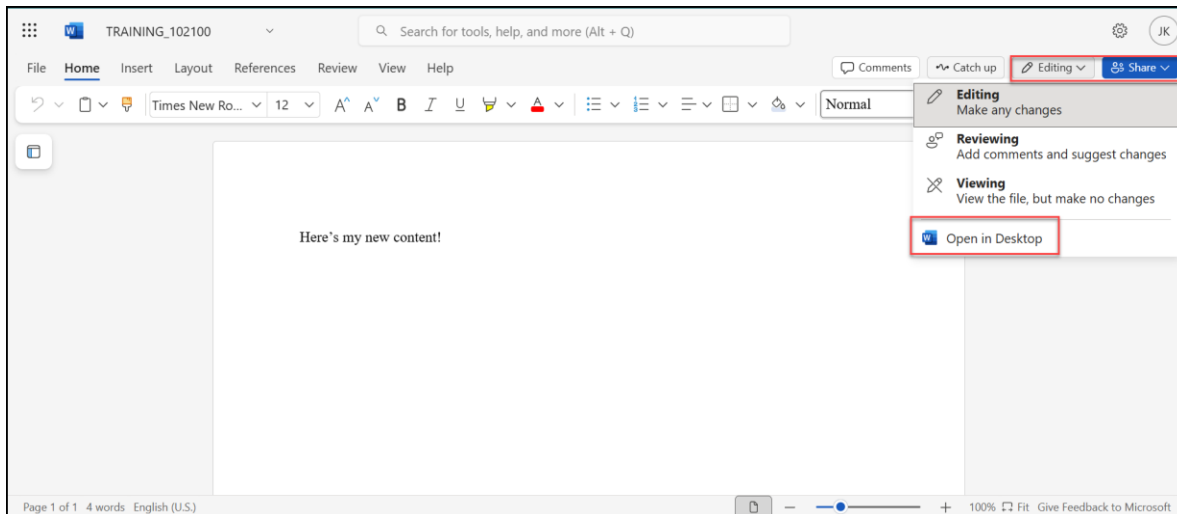 TRAINING_102100
Search for tools, help, and more (Alt + Q)
JK
File Home Insert Layout References Review View Help
Comments Catch up Editing Share
Times New Ro... 12 A^ A˅ B I U A Normal
Editing
Make any changes
Reviewing
Add comments and suggest changes
Viewing
View the file, but make no changes
Open in Desktop
Here’s my new content!
Page 1 of 1 4 words English (U.S.) 100% Fit Give Feedback to Microsoft